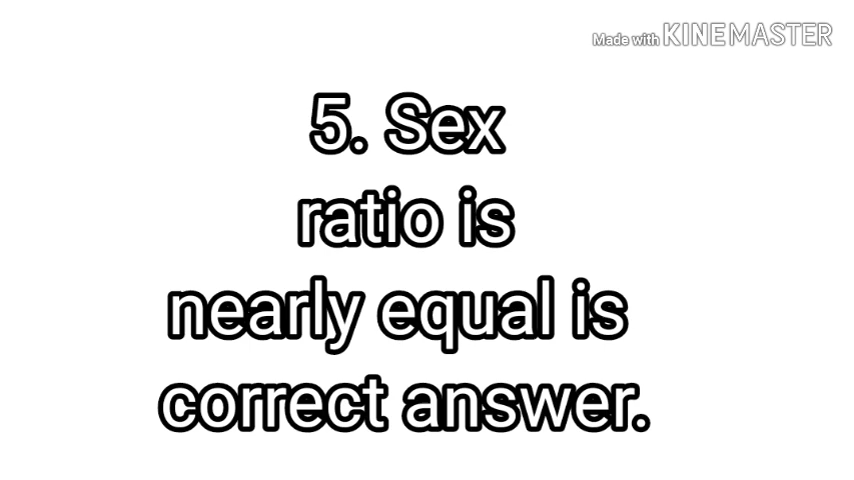 Made with KINEMASTER
5. Sex
ratio is
nearly equal is
correct answer.